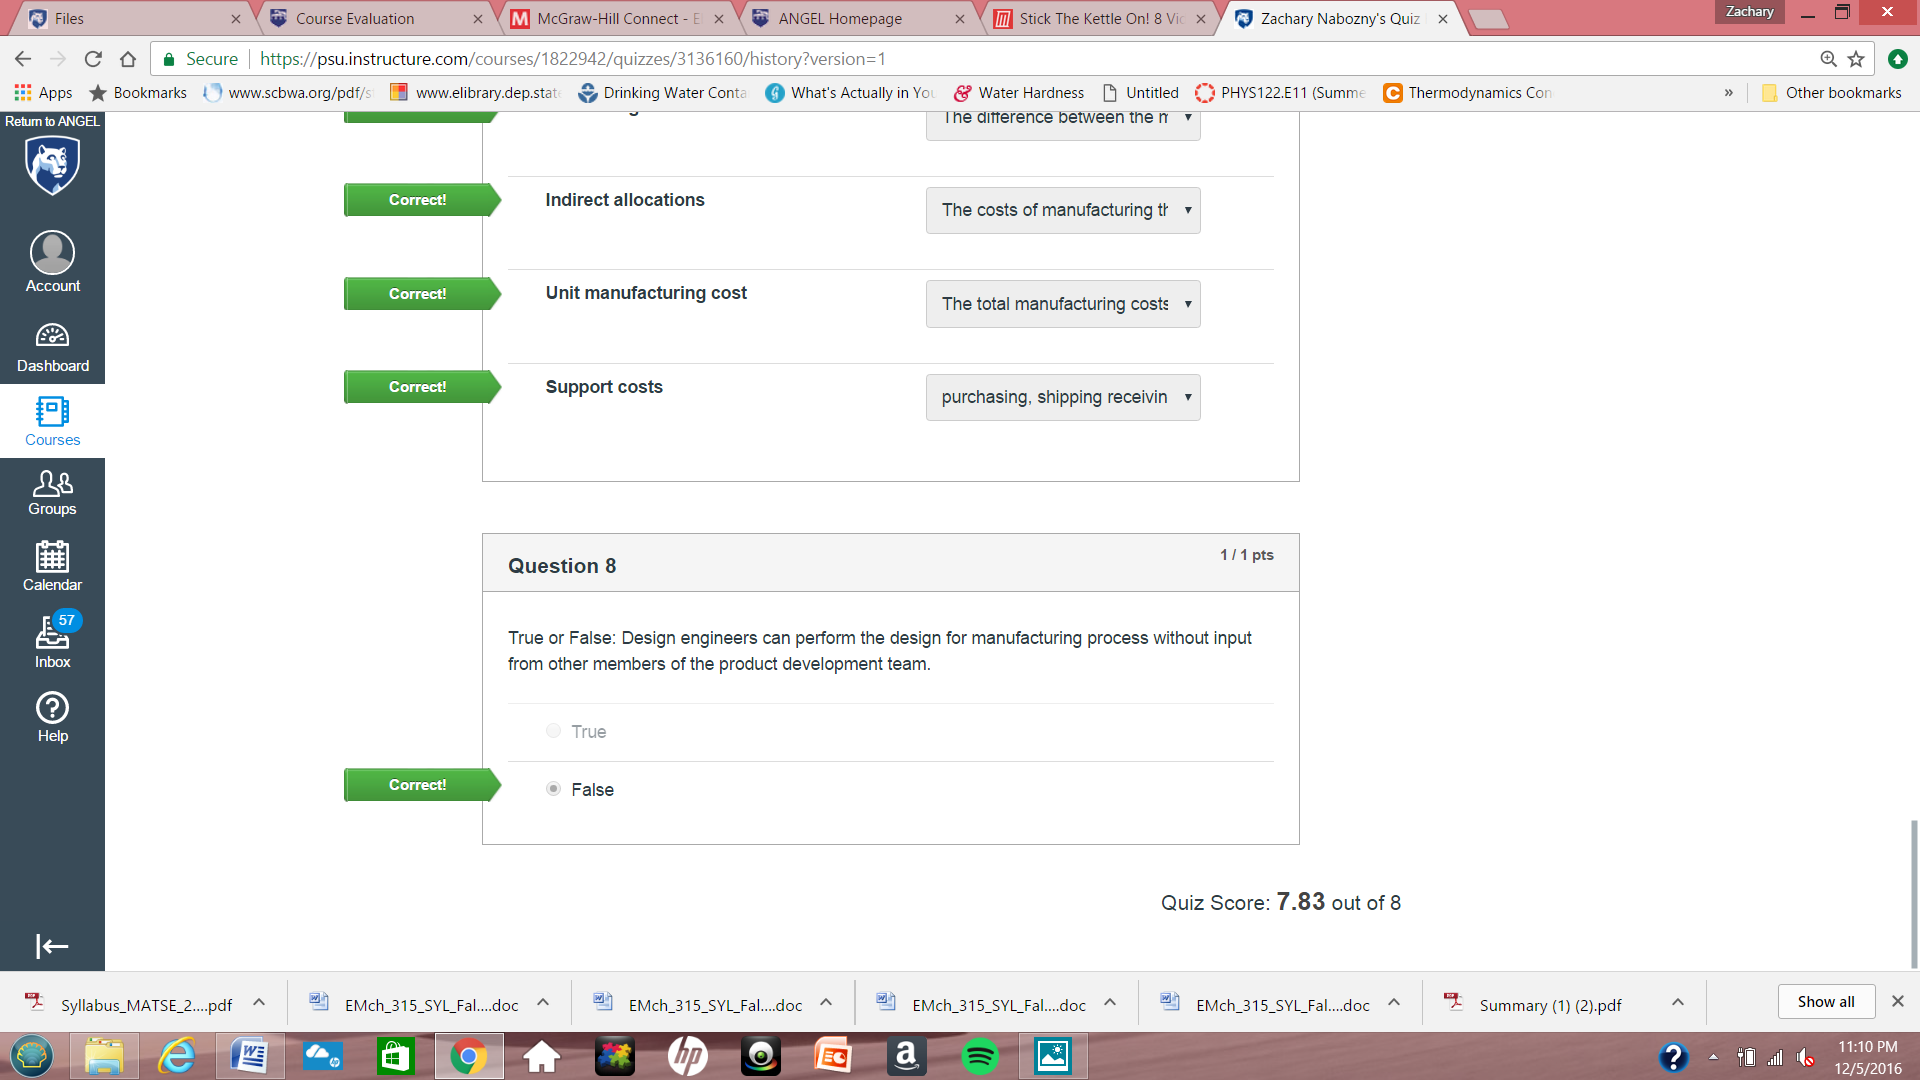 Files
Course Evaluation
McGraw-Hill Connect - E
ANGEL Homepage
Stick The Kettle On! 8 Vic
Zachary Nabozny's Quiz
Zachary
Secure https://psu.instructure.com/courses/1822942/quizzes/3136160/history?version=1
Apps
Bookmarks
www.scbwa.org/pdf/s
www.elibrary.dep.state
Drinking Water Conta
What's Actually in You
Water Hardness
Untitled
PHYS122.E11 (Summe
Thermodynamics Con
»
Other bookmarks
Return to ANGEL
Account
Dashboard
Courses
Groups
Calendar
57
Inbox
Help
The difference between the m
Correct!
Indirect allocations
The costs of manufacturing th
Correct!
Unit manufacturing cost
The total manufacturing costs
Correct!
Support costs
purchasing, shipping receivin
Question 8
1 / 1 pts
True or False: Design engineers can perform the design for manufacturing process without input
from other members of the product development team.
True
Correct!
False
Quiz Score: 7.83 out of 8
Syllabus_MATSE_2....pdf
EMch_315_SYL_Fal....doc
EMch_315_SYL_Fal....doc
EMch_315_SYL_Fal....doc
EMch_315_SYL_Fal....doc
Summary (1) (2).pdf
Show all
11:10 PM
12/5/2016